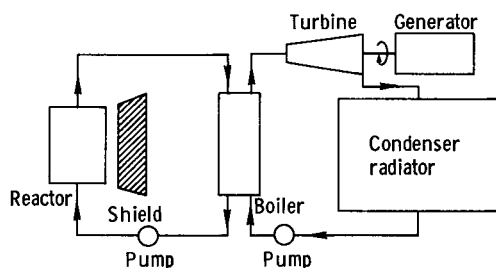 Turbine
Generator
Condenser
radiator
Reactor
Shield
Boiler
Pump
Pump